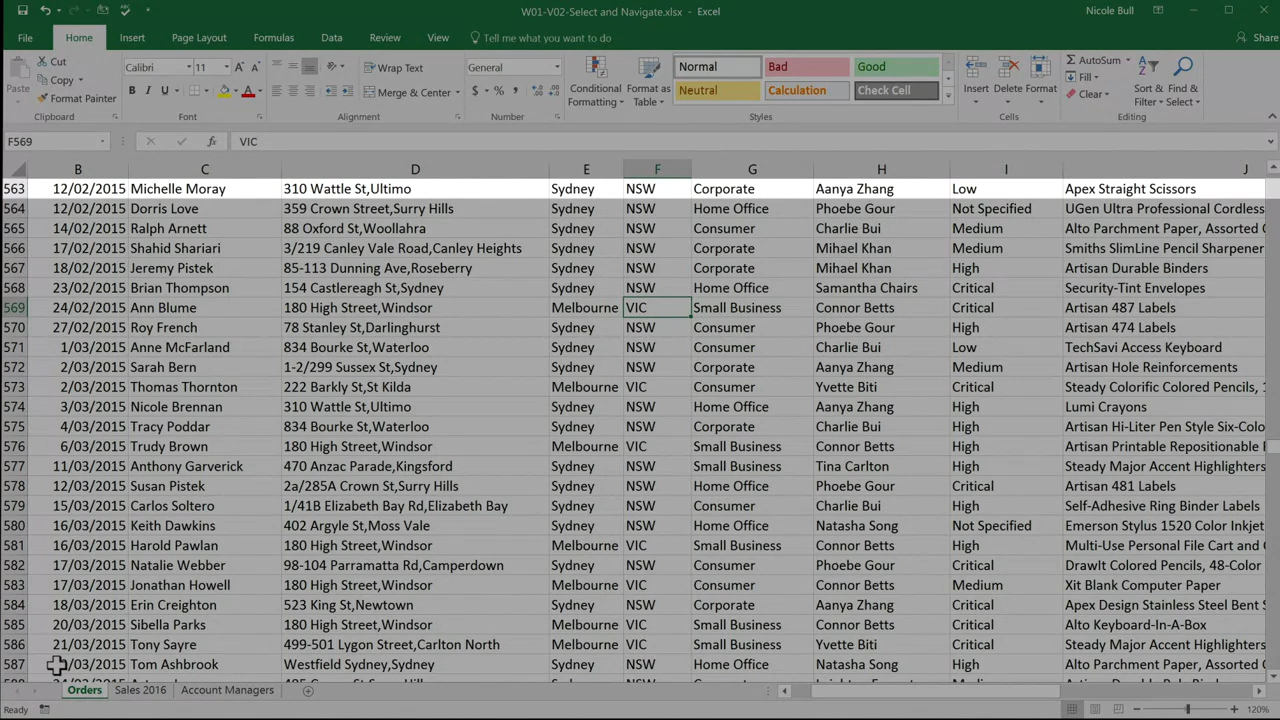 W01-V02-Select and Navigate.xlsx - Excel
Nicole Bull
File Home Insert Page Layout Formulas Data Review View Tell me what you want to do Share
Paste Cut Copy Format Painter Clipboard
Calibri 11 B I U A A A Font
Wrap Text Merge & Center Alignment
General $ % Number
Conditional Formatting Format as Table Normal Bad Good Neutral Calculation Check Cell Styles
Insert Delete Format Cells
AutoSum Fill Clear Sort & Filter Find & Select Editing
F569 fx VIC
B C D E F G H I J
563 12/02/2015 Michelle Moray 310 Wattle St,Ultimo Sydney NSW Corporate Aanya Zhang Low Apex Straight Scissors
564 12/02/2015 Dorris Love 359 Crown Street,Surry Hills Sydney NSW Home Office Phoebe Gour Not Specified UGen Ultra Professional Cordless
565 14/02/2015 Ralph Arnett 88 Oxford St,Woollahra Sydney NSW Consumer Charlie Bui Medium Alto Parchment Paper, Assorted
566 17/02/2015 Shahid Shariari 3/219 Canley Vale Road,Canley Heights Sydney NSW Corporate Mihael Khan Medium Smiths SlimLine Pencil Sharpener
567 18/02/2015 Jeremy Pistek 85-113 Dunning Ave,Roseberry Sydney NSW Corporate Mihael Khan High Artisan Durable Binders
568 23/02/2015 Brian Thompson 154 Castlereagh St,Sydney Sydney NSW Home Office Samantha Chairs Critical Security-Tint Envelopes
569 24/02/2015 Ann Blume 180 High Street,Windsor Melbourne VIC Small Business Connor Betts Critical Artisan 487 Labels
570 27/02/2015 Roy French 78 Stanley St,Darlinghurst Sydney NSW Consumer Phoebe Gour High Artisan 474 Labels
571 1/03/2015 Anne McFarland 834 Bourke St,Waterloo Sydney NSW Consumer Charlie Bui Low TechSavi Access Keyboard
572 2/03/2015 Sarah Bern 1-2/299 Sussex St,Sydney Sydney NSW Corporate Aanya Zhang Medium Artisan Hole Reinforcements
573 2/03/2015 Thomas Thornton 222 Barkly St,St Kilda Melbourne VIC Consumer Yvette Biti Critical Steady Colorific Colored Pencils, 1
574 3/03/2015 Nicole Brennan 310 Wattle St,Ultimo Sydney NSW Home Office Aanya Zhang High Lumi Crayons
575 4/03/2015 Tracy Poddar 834 Bourke St,Waterloo Sydney NSW Corporate Charlie Bui High Artisan Hi-Liter Pen Style Six-Colo
576 6/03/2015 Trudy Brown 180 High Street,Windsor Melbourne VIC Small Business Connor Betts High Artisan Printable Repositionable
577 11/03/2015 Anthony Garverick 470 Anzac Parade,Kingsford Sydney NSW Small Business Tina Carlton High Steady Major Accent Highlighters
578 12/03/2015 Susan Pistek 2a/285A Crown St,Surry Hills Sydney NSW Home Office Phoebe Gour Critical Artisan 481 Labels
579 15/03/2015 Carlos Soltero 1/41B Elizabeth Bay Rd,Elizabeth Bay Sydney NSW Consumer Charlie Bui High Self-Adhesive Ring Binder Labels
580 16/03/2015 Keith Dawkins 402 Argyle St,Moss Vale Sydney NSW Home Office Natasha Song Not Specified Emerson Stylus 1520 Color Inkjet
581 16/03/2015 Harold Pawlan 180 High Street,Windsor Melbourne VIC Small Business Connor Betts High Multi-Use Personal File Cart and
582 17/03/2015 Natalie Webber 98-104 Parramatta Rd,Camperdown Sydney NSW Consumer Natasha Song Critical DrawIt Colored Pencils, 48-Color
583 17/03/2015 Jonathan Howell 180 High Street,Windsor Melbourne VIC Consumer Connor Betts Medium Xit Blank Computer Paper
584 18/03/2015 Erin Creighton 523 King St,Newtown Sydney NSW Corporate Aanya Zhang Critical Apex Design Stainless Steel Bent S
585 20/03/2015 Sibella Parks 180 High Street,Windsor Melbourne VIC Small Business Connor Betts Critical Alto Keyboard-In-A-Box
586 21/03/2015 Tony Sayre 499-501 Lygon Street,Carlton North Melbourne VIC Small Business Yvette Biti Critical Steady Major Accent Highlighters
587 /03/2015 Tom Ashbrook Westfield Sydney,Sydney Sydney NSW Home Office Natasha Song High Alto Parchment Paper, Assorted
Orders Sales 2016 Account Managers
Ready 120%